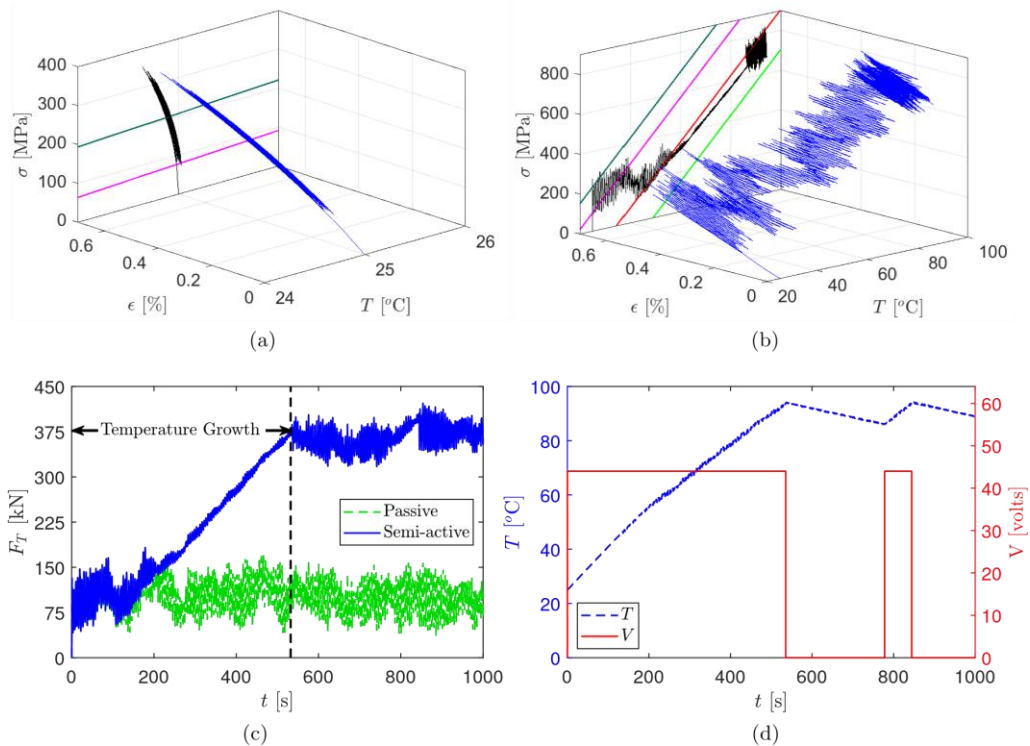 400
300
200
100
0
σ [MPa]
0.6
0.4
0.2
0
ϵ [%]
24
25
26
T [°C]
(a)
800
600
400
200
0
σ [MPa]
0.6
0.4
0.2
0
ϵ [%]
20
40
60
80
100
T [°C]
(b)
450
375
300
225
150
75
0
F_T [kN]
Temperature Growth
Passive
Semi-active
0 200 400 600 800 1000
t [s]
(c)
100
80
60
40
20
0
T [°C]
60
50
40
30
20
10
0
V [volts]
T
V
0 200 400 600 800 1000
t [s]
(d)